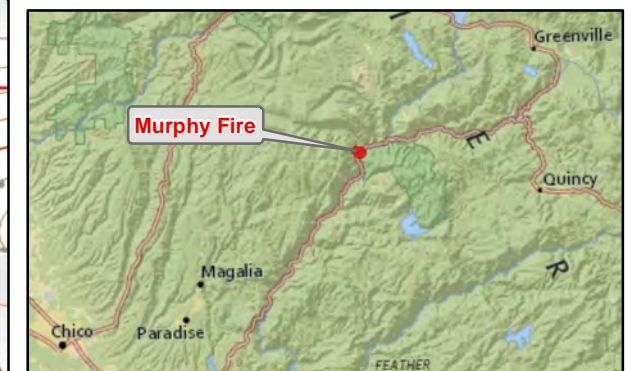 I
Greenville
Murphy Fire
E
Quincy
R
Magalia
Chico
Paradise
FEATHER